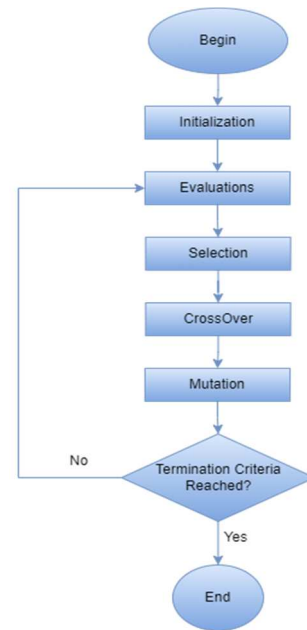 Begin
Initialization
Evaluations
Selection
CrossOver
Mutation
Termination Criteria
Reached?
No
Yes
End